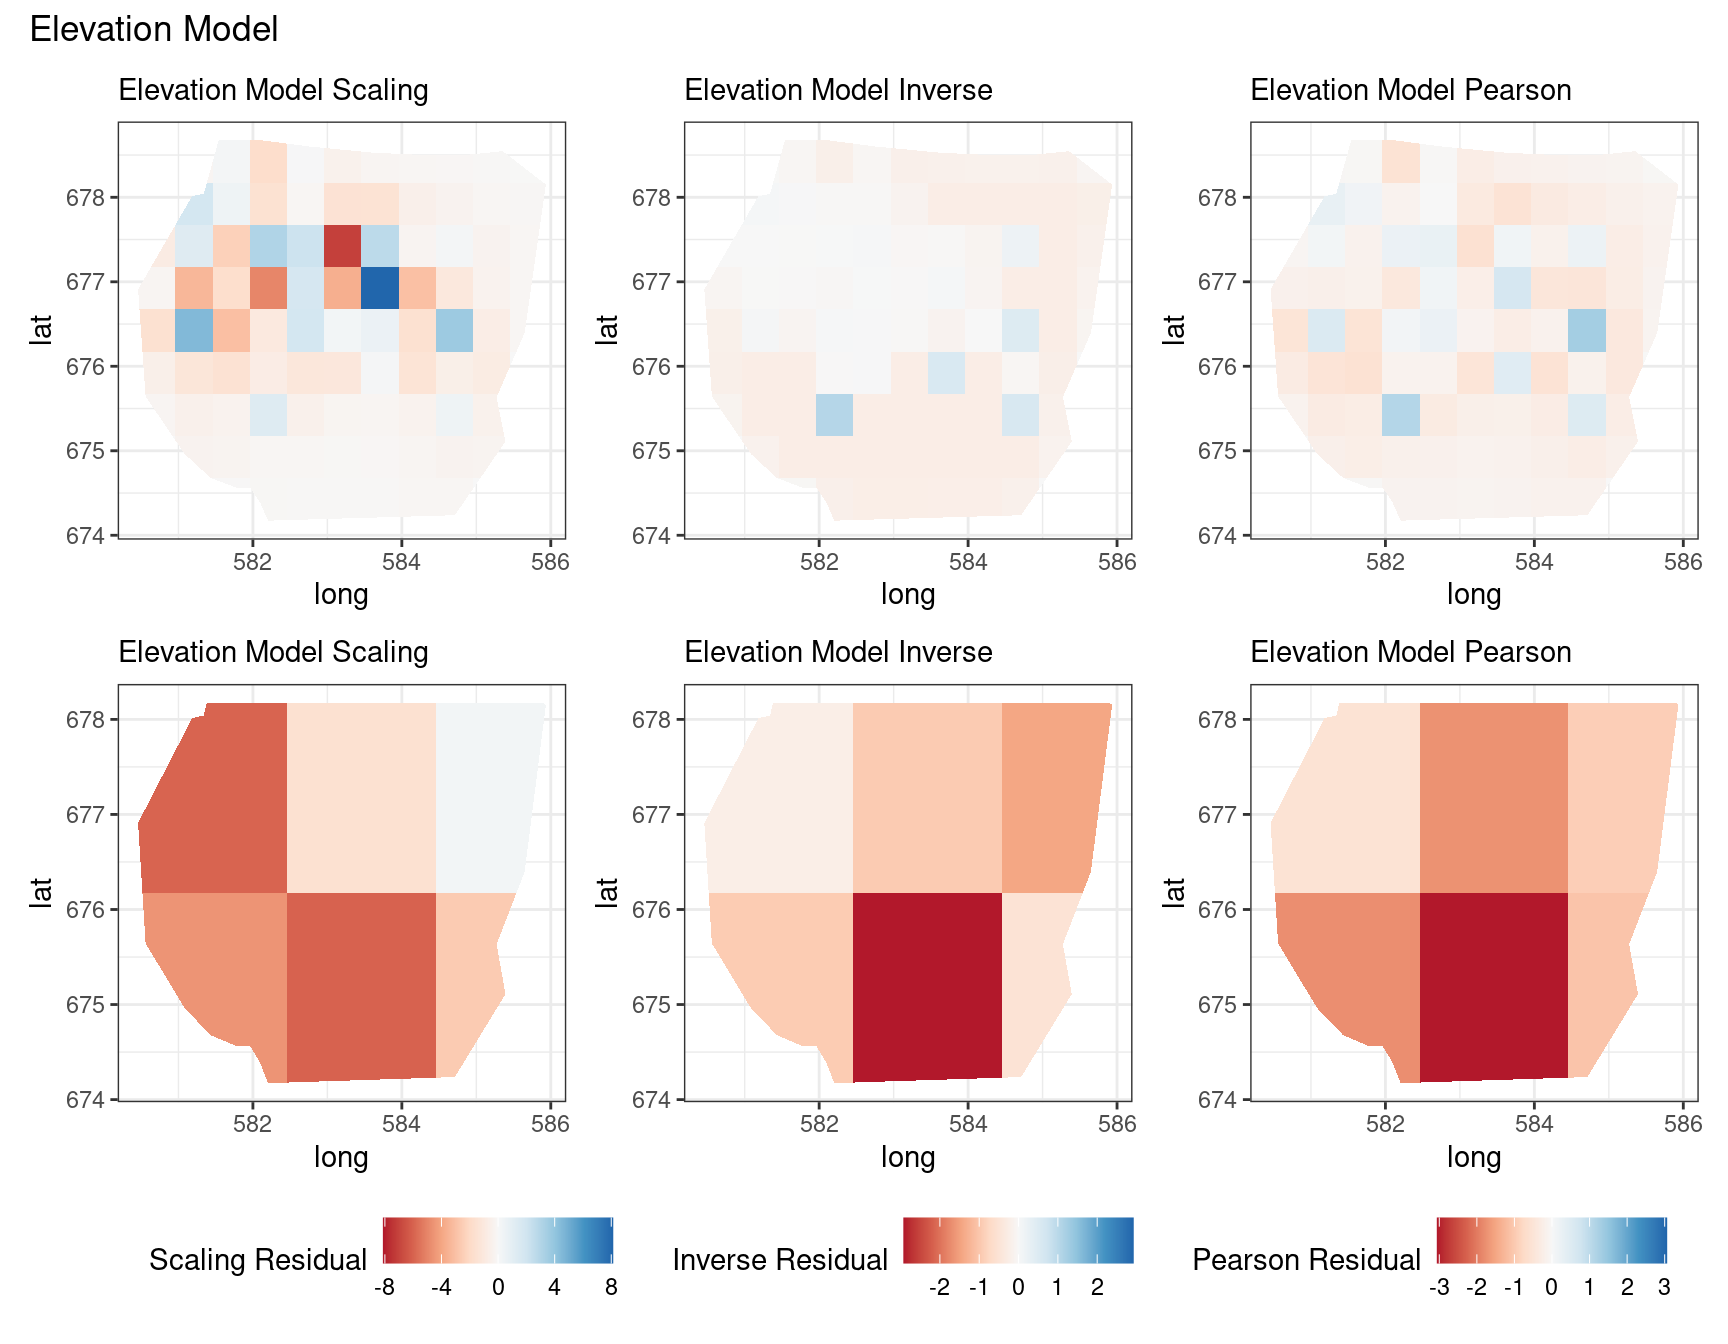 Elevation Model
Elevation Model Scaling
Elevation Model Inverse
Elevation Model Pearson
678
677
676
675
674
lat
582 584 586
long
678
677
676
675
674
lat
582 584 586
long
678
677
676
675
674
lat
582 584 586
long
Elevation Model Scaling
Elevation Model Inverse
Elevation Model Pearson
678
677
676
675
674
lat
582 584 586
long
678
677
676
675
674
lat
582 584 586
long
678
677
676
675
674
lat
582 584 586
long
Scaling Residual
-8 -4 0 4 8
Inverse Residual
-2 -1 0 1 2
Pearson Residual
-3 -2 -1 0 1 2 3